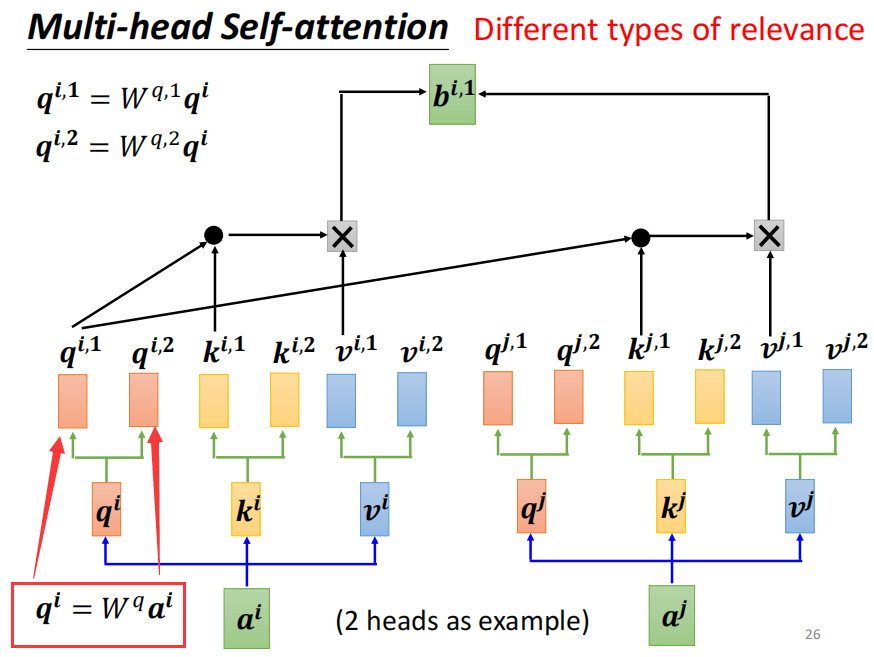 Multi-head Self-attention Different types of relevance
q^{i,1} = W^{q,1}q^i
q^{i,2} = W^{q,2}q^i
b^{i,1}
q^{i,1} q^{i,2} k^{i,1} k^{i,2} v^{i,1} v^{i,2} q^{j,1} q^{j,2} k^{j,1} k^{j,2} v^{j,1} v^{j,2}
q^i k^i v^i q^j k^j v^j
q^i = W^q a^i
a^i (2 heads as example) a^j
26